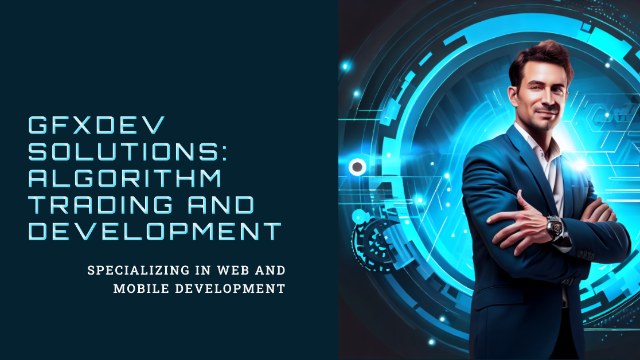 GFXDEV
SOLUTIONS:
ALGORITHM
TRADING AND
DEVELOPMENT
SPECIALIZING IN WEB AND
MOBILE DEVELOPMENT